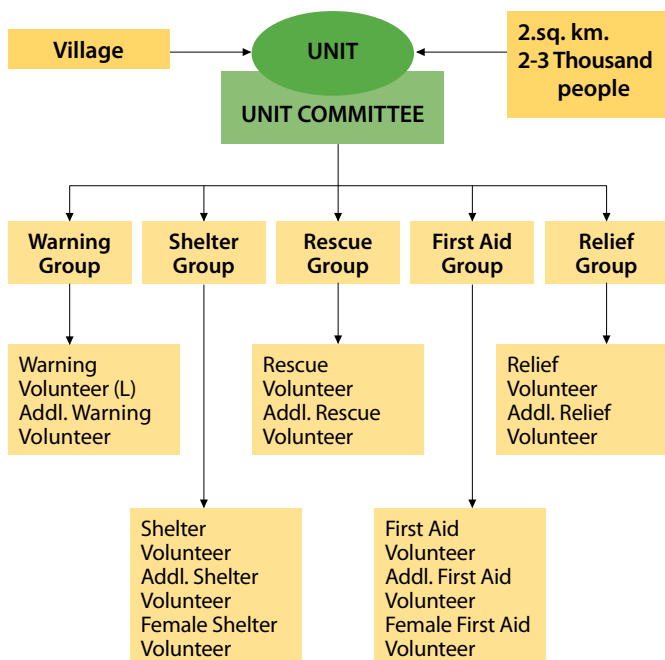 Village
UNIT
2.sq. km.
2-3 Thousand
people
UNIT COMMITTEE
Warning
Group
Shelter
Group
Rescue
Group
First Aid
Group
Relief
Group
Warning
Volunteer (L)
Addl. Warning
Volunteer
Rescue
Volunteer
Addl. Rescue
Volunteer
Relief
Volunteer
Addl. Relief
Volunteer
Shelter
Volunteer
Addl. Shelter
Volunteer
Female Shelter
Volunteer
First Aid
Volunteer
Addl. First Aid
Volunteer
Female First Aid
Volunteer